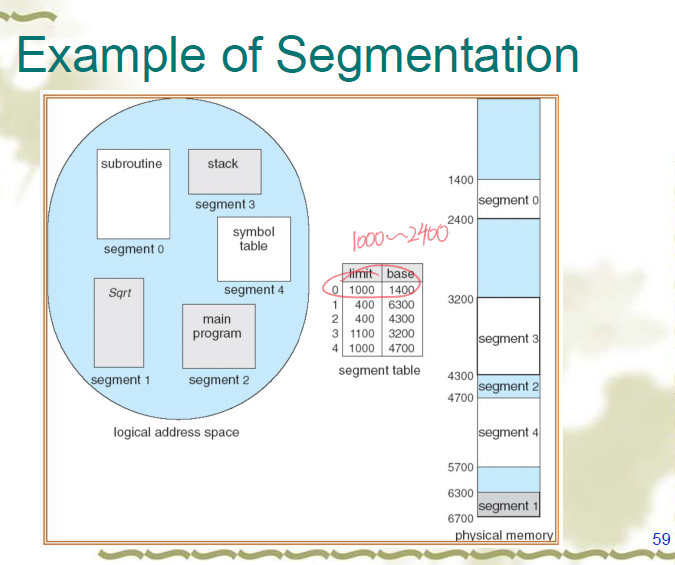 Example of Segmentation
subroutine
segment 0
stack
segment 3
symbol
table
segment 4
Sqrt
segment 1
main
program
segment 2
logical address space
1000~2400
limit base
0 1000 1400
1 400 6300
2 400 4300
3 1100 3200
4 1000 4700
segment table
1400
segment 0
2400
3200
segment 3
4300
segment 2
4700
segment 4
5700
6300
segment 1
6700
physical memory
59